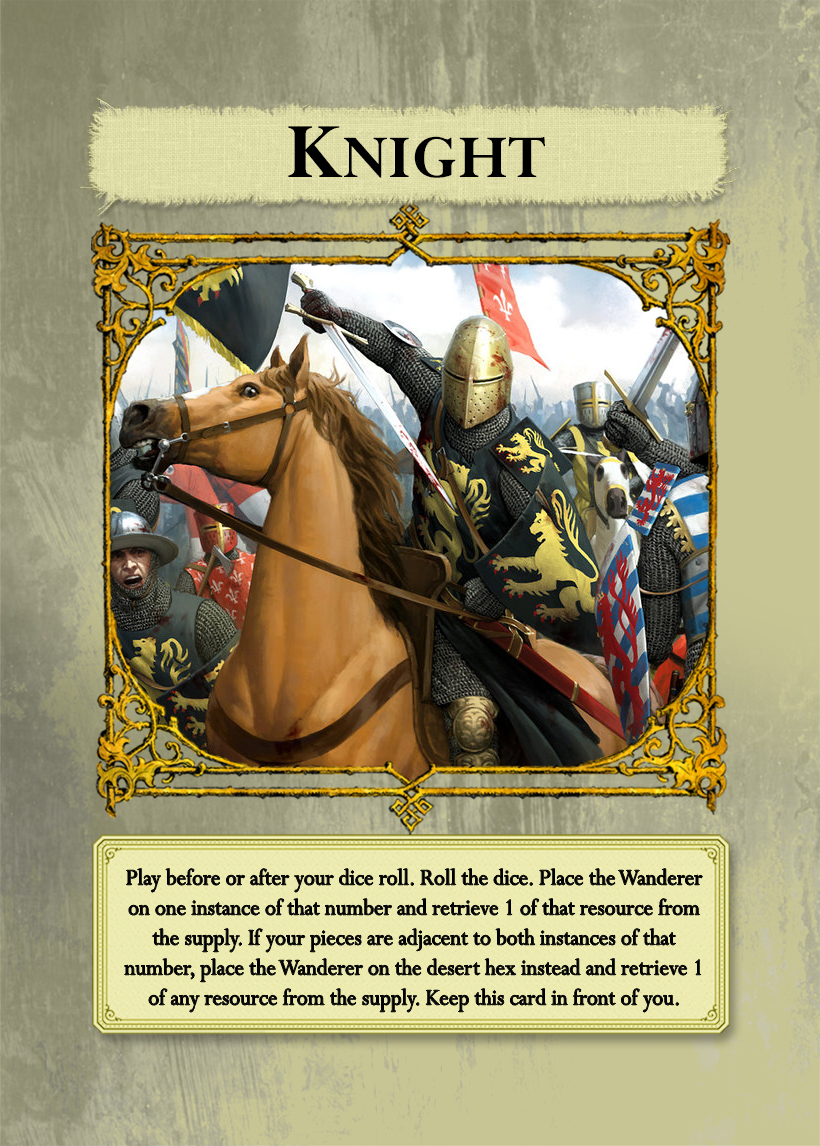 KNIGHT
Play before or after your dice roll. Roll the dice. Place the Wanderer
on one instance of that number and retrieve 1 of that resource from
the supply. If your pieces are adjacent to both instances of that
number, place the Wanderer on the desert hex instead and retrieve 1
of any resource from the supply. Keep this card in front of you.